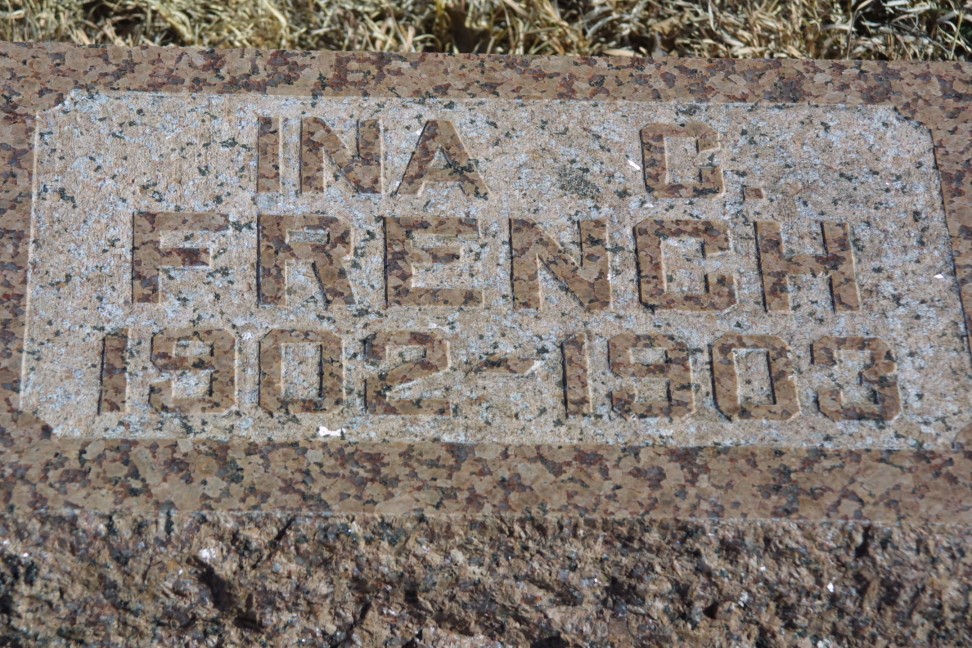 INA C.
FRENCH
1902-1903